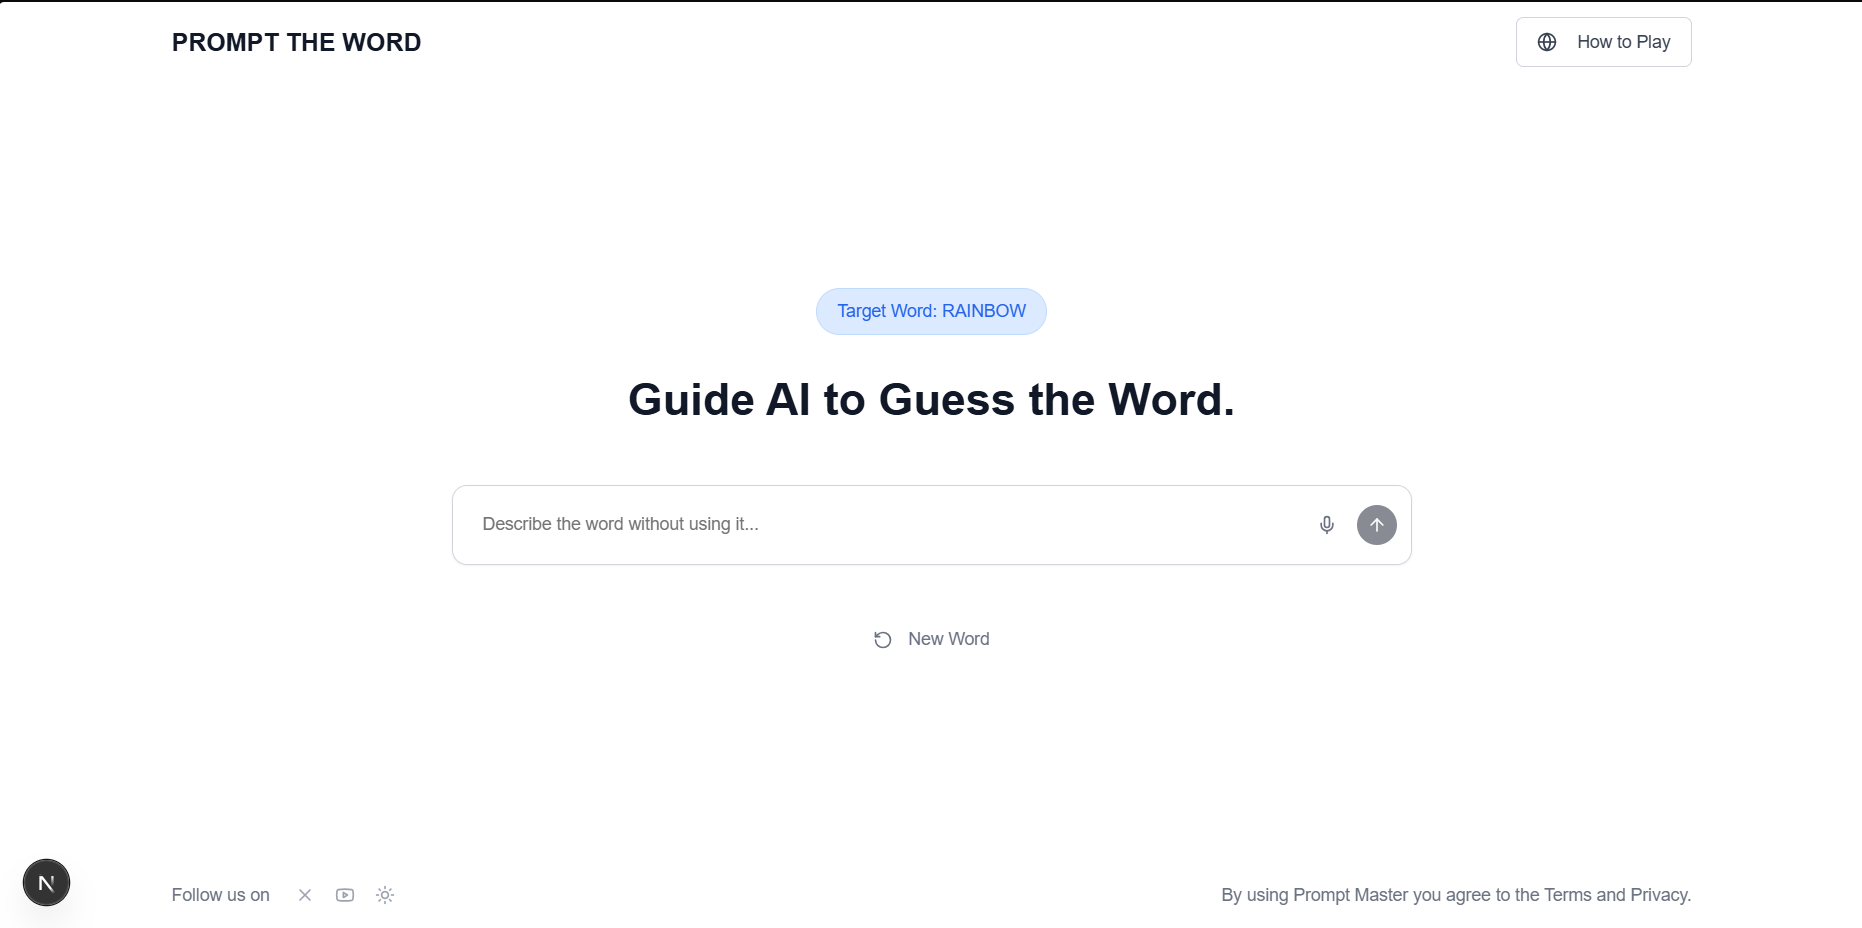 PROMPT THE WORD
How to Play
Target Word: RAINBOW
Guide AI to Guess the Word.
Describe the word without using it...
New Word
N
Follow us on
By using Prompt Master you agree to the Terms and Privacy.